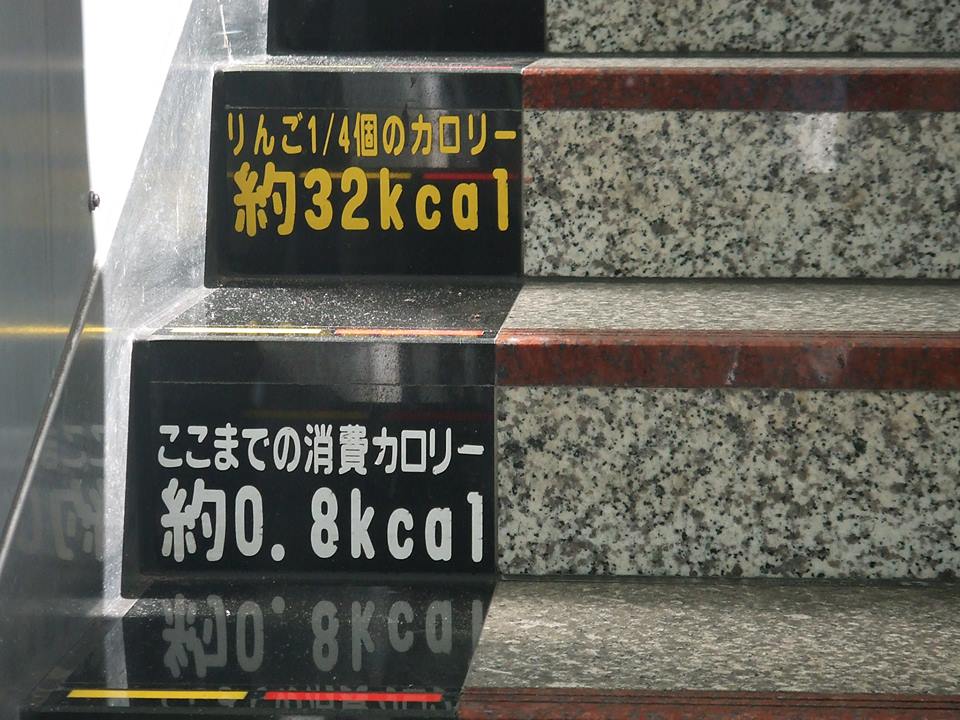 りんご1/4個のカロリー
約32kcal
ここまでの消費カロリー
約0.8kcal